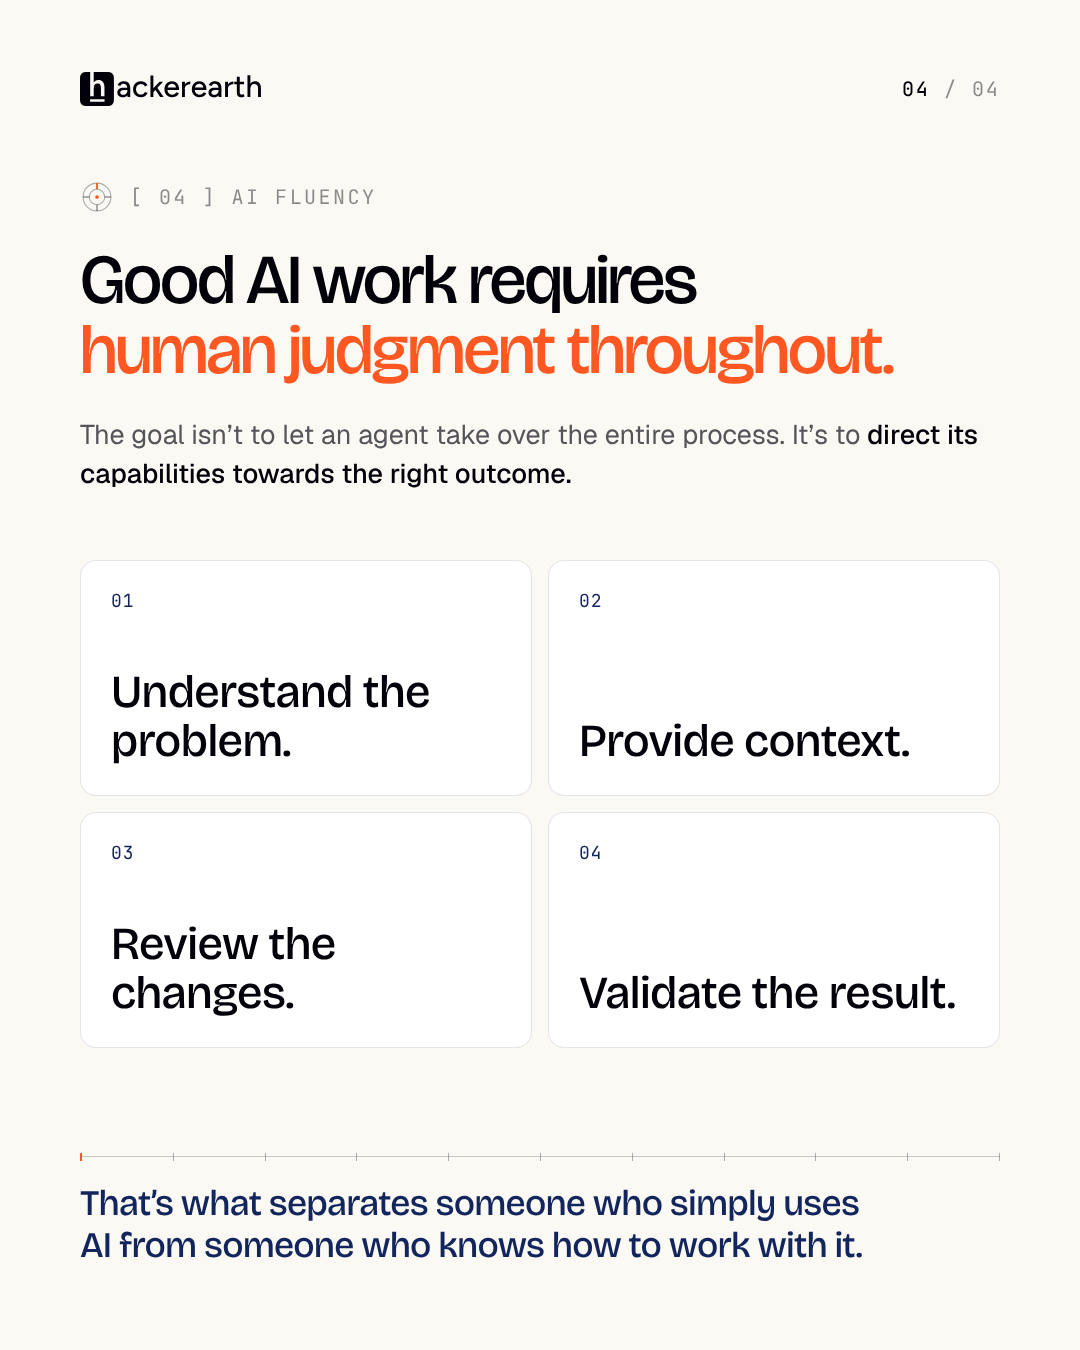 hackerearth
04 / 04
[ 04 ] AI FLUENCY
Good AI work requires
human judgment throughout.
The goal isn’t to let an agent take over the entire process. It’s to direct its
capabilities towards the right outcome.
01
Understand the
problem.
02
Provide context.
03
Review the
changes.
04
Validate the result.
That’s what separates someone who simply uses
AI from someone who knows how to work with it.